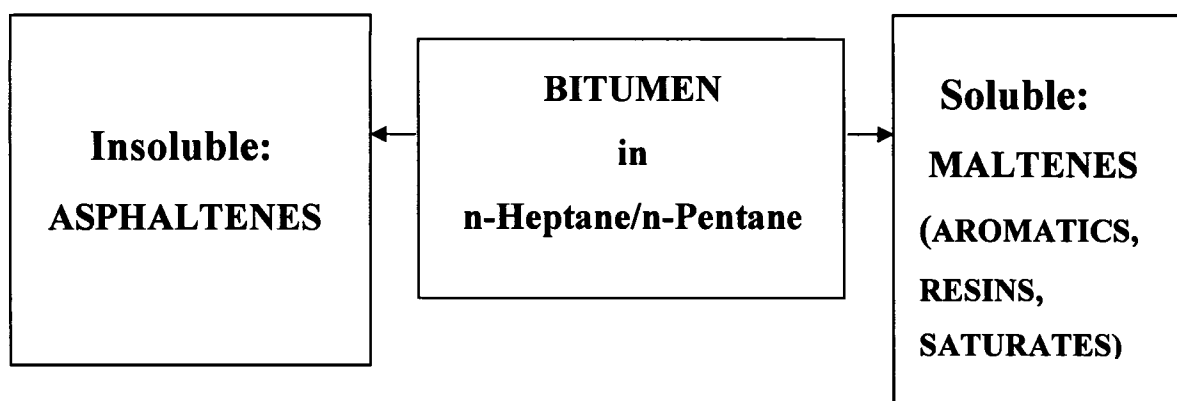 Insoluble:
ASPHALTENES
BITUMEN
in
n-Heptane/n-Pentane
Soluble:
MALTENES
(AROMATICS,
RESINS,
SATURATES)